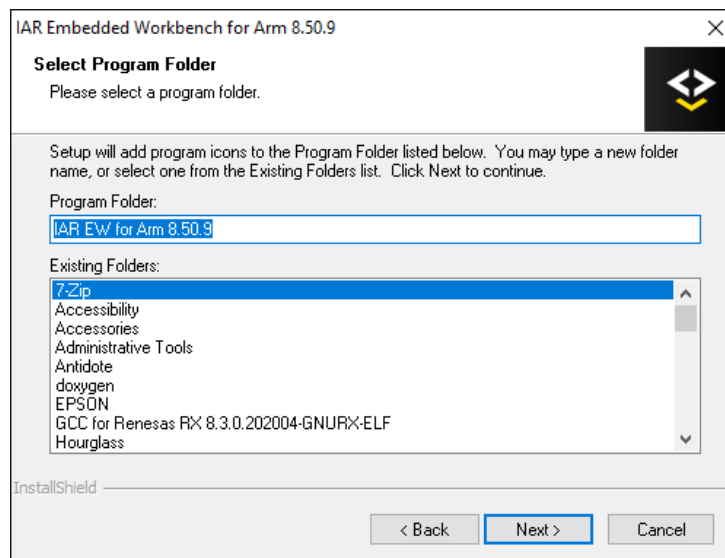 IAR Embedded Workbench for Arm 8.50.9
Select Program Folder
Please select a program folder.
Setup will add program icons to the Program Folder listed below. You may type a new folder
name, or select one from the Existing Folders list. Click Next to continue.
Program Folder:
IAR EW for Arm 8.50.9
Existing Folders:
7-Zip
Accessibility
Accessories
Administrative Tools
Antidote
doxygen
EPSON
GCC for Renesas RX 8.3.0.202004-GNURX-ELF
Hourglass
InstallShield
< Back Next > Cancel